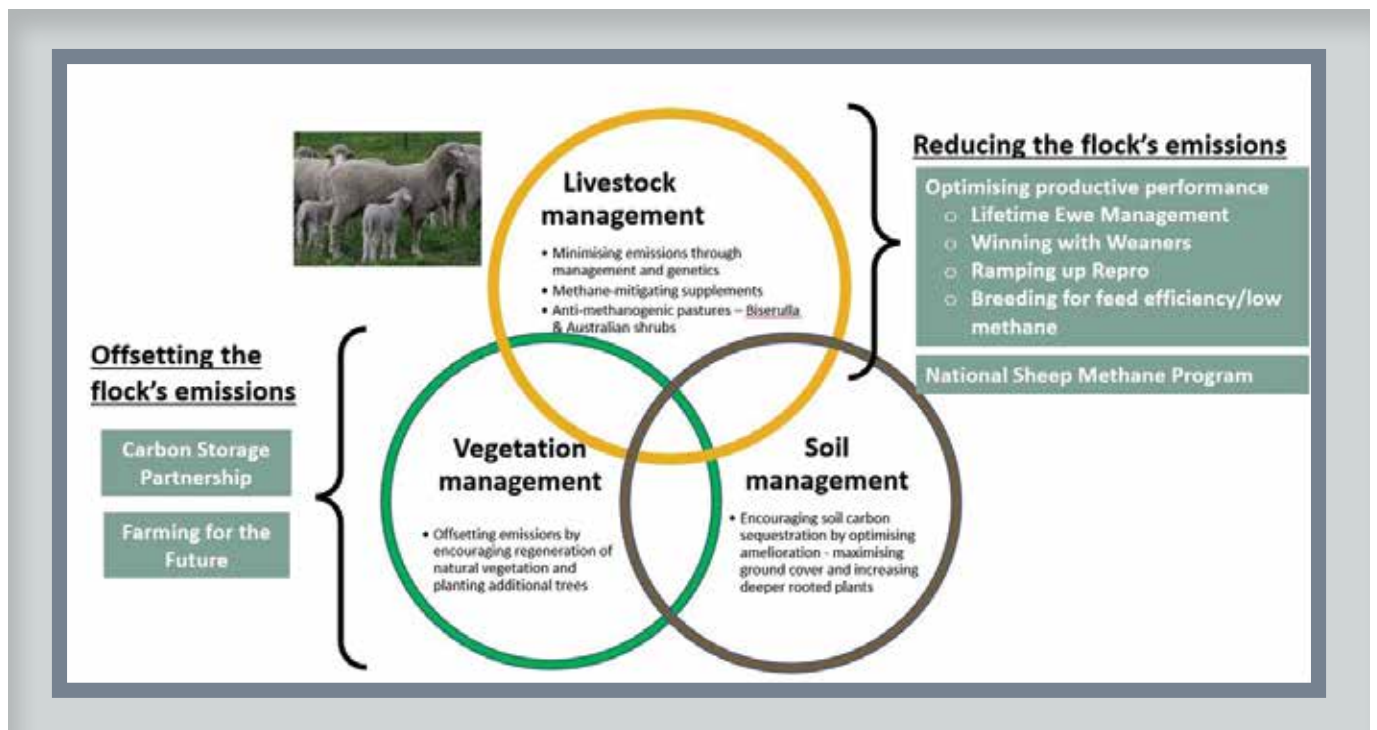 Livestock
management
• Minimising emissions through
management and genetics
• Methane-mitigating supplements
• Anti-methanogenic pastures – Biserulla
& Australian shrubs
Reducing the flock's emissions
Optimising productive performance
o Lifetime Ewe Management
o Winning with Weaners
o Ramping up Repro
o Breeding for feed efficiency/low
methane
National Sheep Methane Program
Offsetting the
flock's emissions
Carbon Storage
Partnership
Farming for the
Future
Vegetation
management
• Offsetting emissions by
encouraging regeneration of
natural vegetation and
planting additional trees
Soil
management
• Encouraging soil carbon
sequestration by optimising
amelioration - maximising
ground cover and increasing
deeper rooted plants